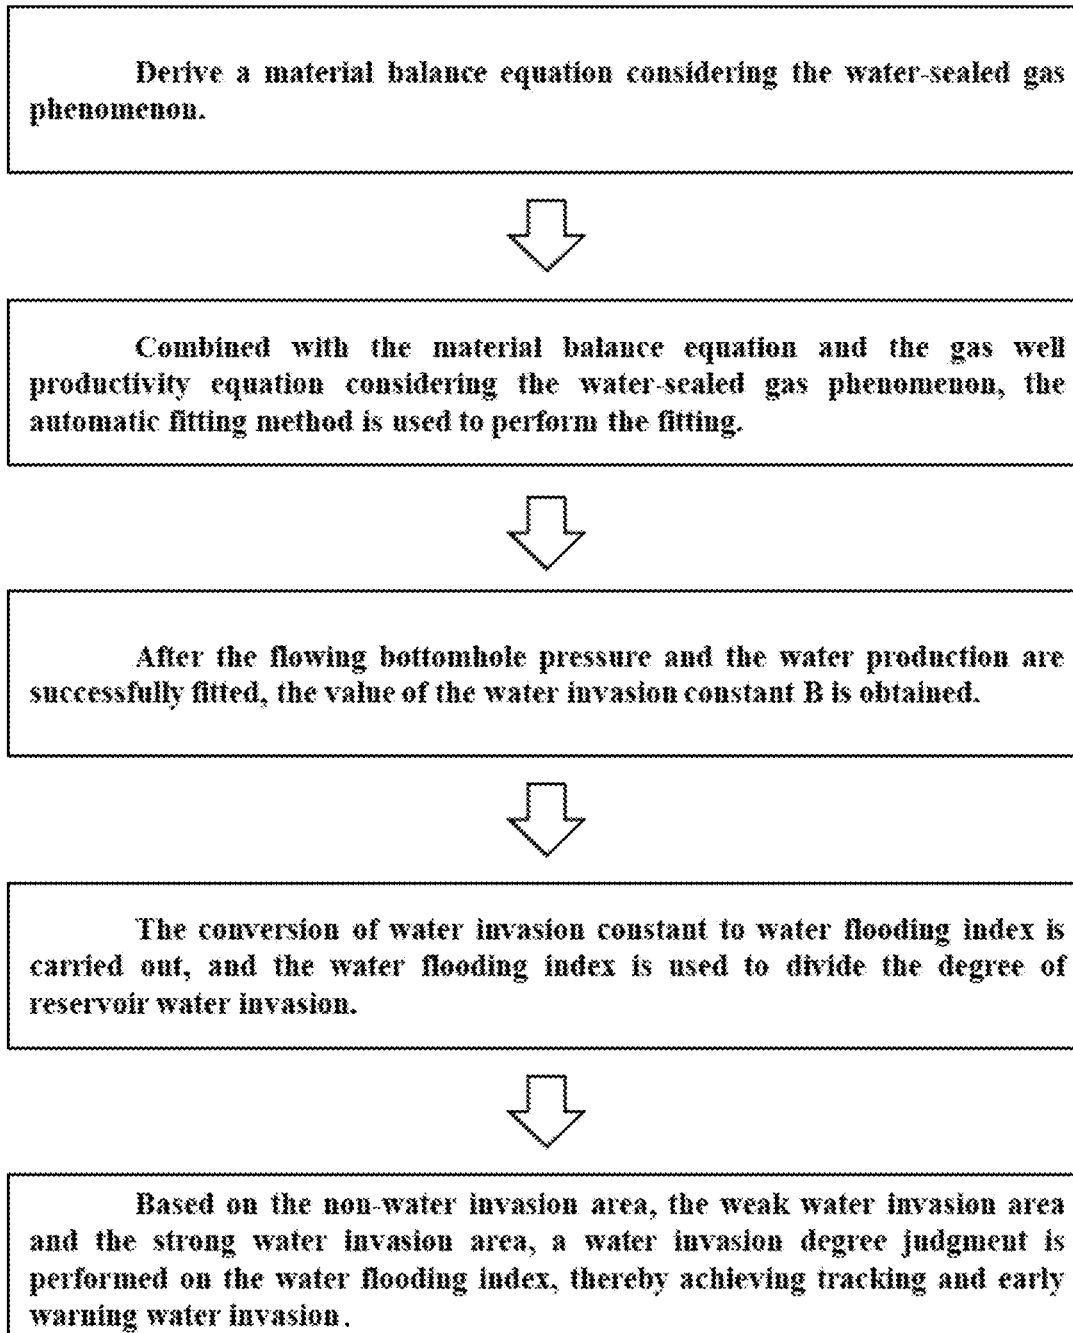 Derive a material balance equation considering the water-sealed gas
phenomenon.
Combined with the material balance equation and the gas well
productivity equation considering the water-sealed gas phenomenon, the
automatic fitting method is used to perform the fitting.
After the flowing bottomhole pressure and the water production are
successfully fitted, the value of the water invasion constant B is obtained.
The conversion of water invasion constant to water flooding index is
carried out, and the water flooding index is used to divide the degree of
reservoir water invasion.
Based on the non-water invasion area, the weak water invasion area
and the strong water invasion area, a water invasion degree judgment is
performed on the water flooding index, thereby achieving tracking and early
warning water invasion.